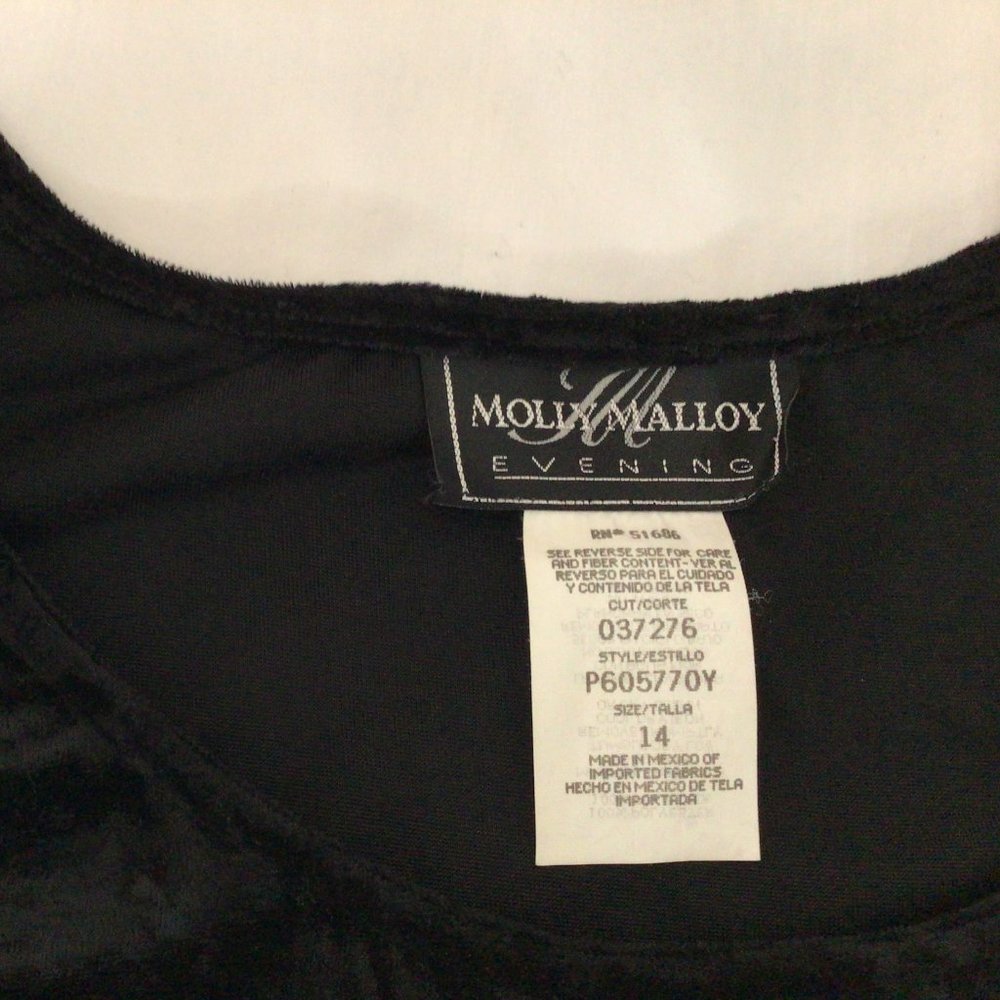 MOLLY MALLOY
EVENING
RN# 51686
SEE REVERSE SIDE FOR CARE
AND FIBER CONTENT-VER AL
REVERSO PARA EL CUIDADO
Y CONTENIDO DE LA TELA
CUT/CORTE
037276
STYLE/ESTILLO
P605770Y
SIZE/TALLA
14
MADE IN MEXICO OF
IMPORTED FABRICS
HECHO EN MEXICO DE TELA
IMPORTADA